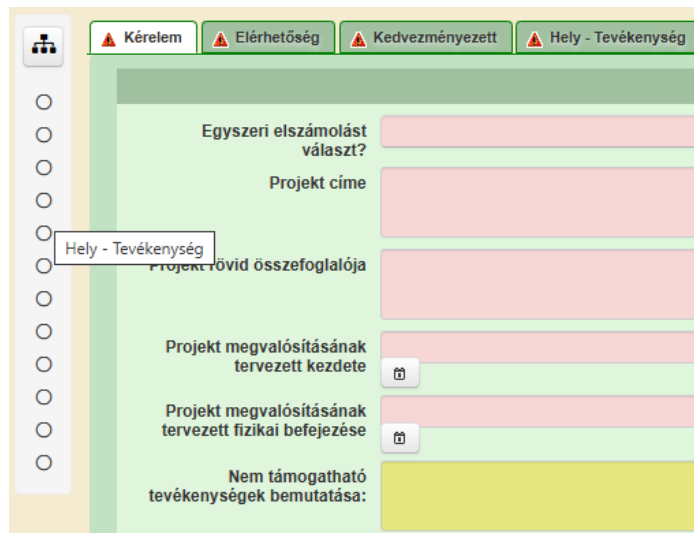 Kérelem
Elérhetőség
Kedvezményezett
Hely - Tevékenység
Egyszeri elszámolást
választ?
Projekt címe
Hely - Tevékenység
Projekt rövid összefoglalója
Projekt megvalósításának
tervezett kezdete
Projekt megvalósításának
tervezett fizikai befejezése
Nem támogatható
tevékenységek bemutatása: